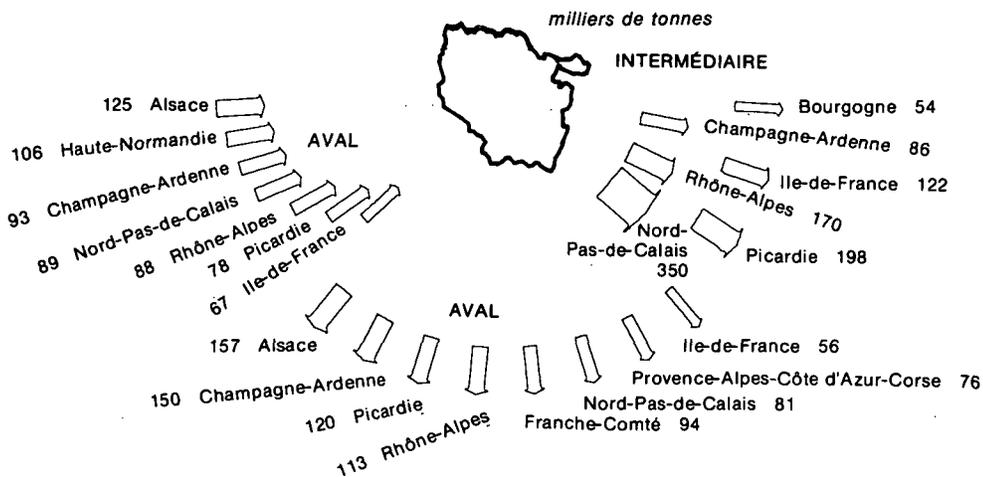 milliers de tonnes
INTERMÉDIAIRE
125 Alsace
106 Haute-Normandie
93 Champagne-Ardenne
89 Nord-Pas-de-Calais
88 Rhône-Alpes
78 Picardie
67 Ile-de-France
AVAL
Bourgogne 54
Champagne-Ardenne 86
Ile-de-France 122
Rhône-Alpes 170
Picardie 198
Nord-
Pas-de-Calais
350
AVAL
157 Alsace
150 Champagne-Ardenne
120 Picardie
113 Rhône-Alpes
Franche-Comté 94
Nord-Pas-de-Calais 81
Provence-Alpes-Côte d'Azur-Corse 76
Ile-de-France 56